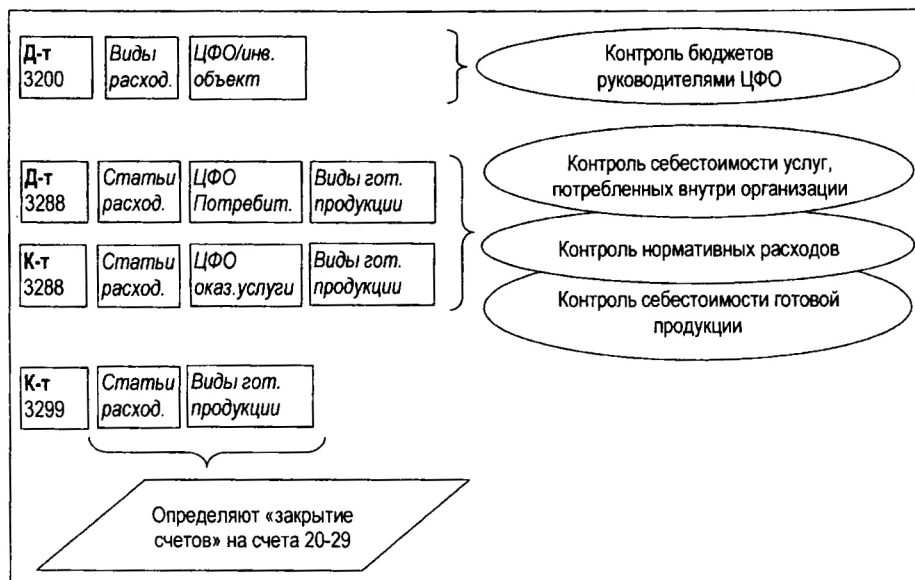 Д-т
3200
Виды
расход.
ЦФО/инв.
объект
Контроль бюджетов
руководителями ЦФО
Д-т
3288
Статьи
расход.
ЦФО
Потребит.
Виды гот.
продукции
Контроль себестоимости услуг,
потребленных внутри организации
К-т
3288
Статьи
расход.
ЦФО
оказ.услуги
Виды гот.
продукции
Контроль нормативных расходов
Контроль себестоимости готовой
продукции
К-т
3299
Статьи
расход.
Виды гот.
продукции
Определяют «закрытие
счетов» на счета 20-29